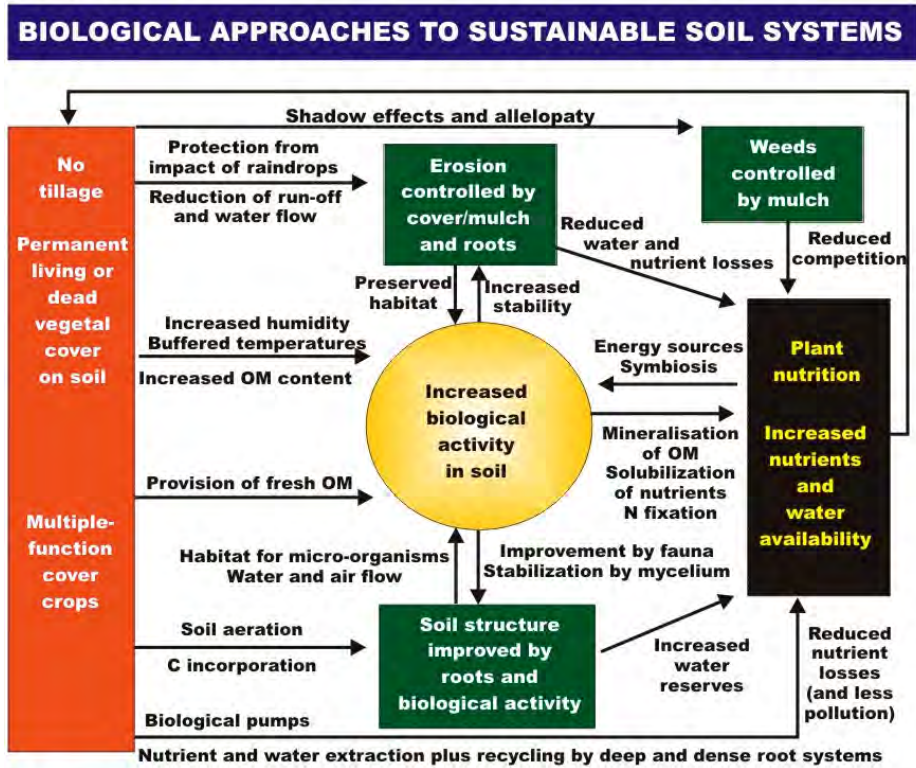 BIOLOGICAL APPROACHES TO SUSTAINABLE SOIL SYSTEMS
Shadow effects and allelopaty
No
tillage
Permanent
living or
dead
vegetal
cover
on soil
Multiple-
function
cover
crops
Protection from
impact of raindrops
Reduction of run-off
and water flow
Erosion
controlled by
cover/mulch
and roots
Weeds
controlled
by mulch
Reduced
water and
nutrient losses
Reduced
competition
Preserved
habitat
Increased
stability
Increased humidity
Buffered temperatures
Increased OM content
Increased
biological
activity
in soil
Energy sources
Symbiosis
Mineralisation
of OM
Solubilization
of nutrients
N fixation
Plant
nutrition
Increased
nutrients
and
water
availability
Provision of fresh OM
Habitat for micro-organisms
Water and air flow
Improvement by fauna
Stabilization by mycelium
Soil aeration
C incorporation
Soil structure
improved by
roots and
biological activity
Increased
water
reserves
Reduced
nutrient
losses
(and less
pollution)
Biological pumps
Nutrient and water extraction plus recycling by deep and dense root systems